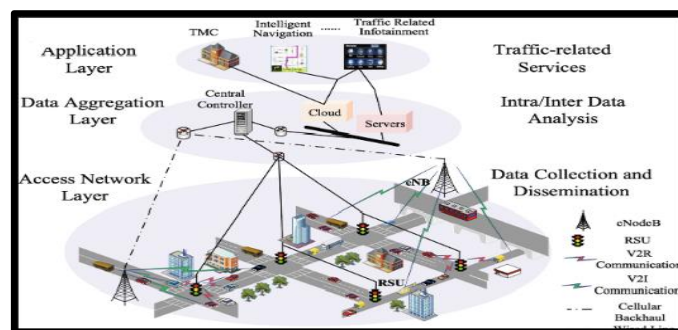 TMC
Intelligent
Navigation
......
Traffic Related
Infotainment
Application
Layer
Traffic-related
Services
Data Aggregation
Layer
Central
Controller
Cloud
Servers
Intra/Inter Data
Analysis
Access Network
Layer
eNB
RSU
Data Collection and
Dissemination
eNodeB
RSU
V2R
Communication
V2I
Communication
Cellular
Backhaul
Wired Line